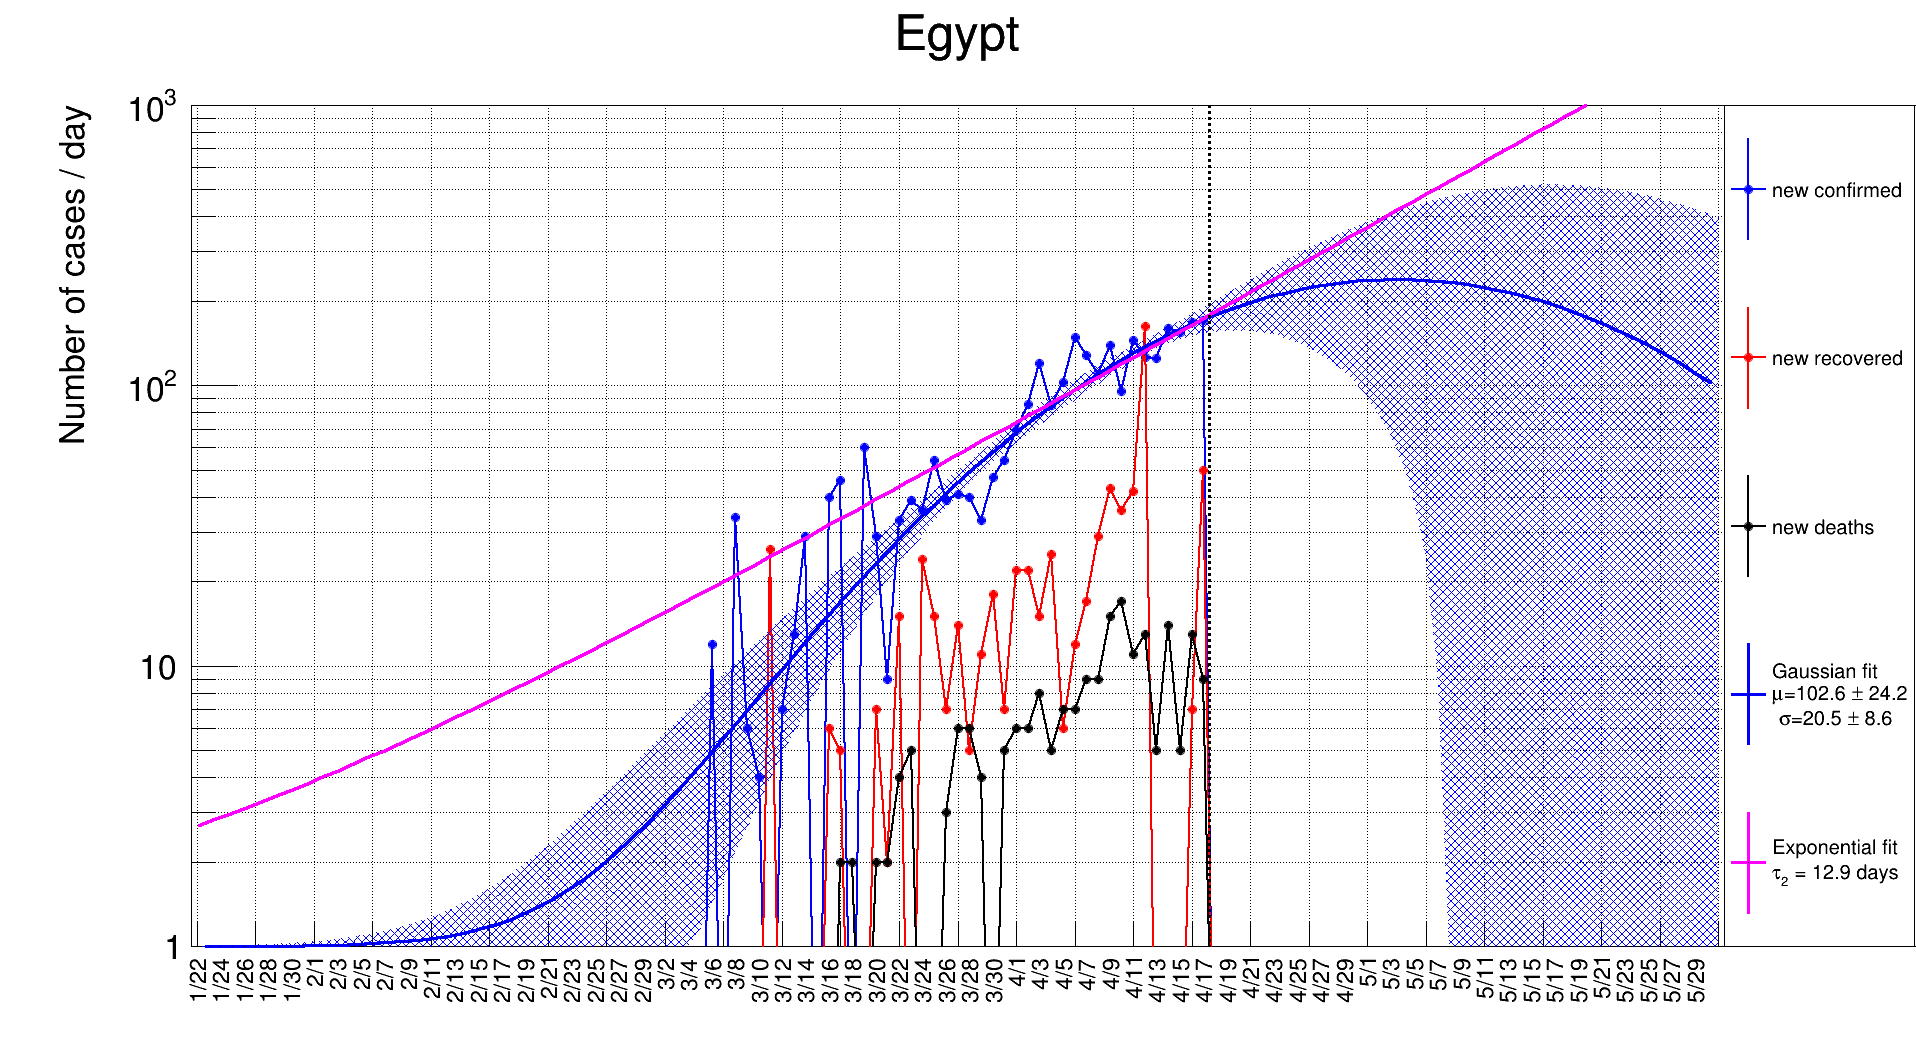 Egypt
Number of cases / day
10³
10²
10
1
1/22 1/24 1/26 1/28 1/30 2/1 2/3 2/5 2/7 2/9 2/11 2/13 2/15 2/17 2/19 2/21 2/23 2/25 2/27 2/29 3/2 3/4 3/6 3/8 3/10 3/12 3/14 3/16 3/18 3/20 3/22 3/24 3/26 3/28 3/30 4/1 4/3 4/5 4/7 4/9 4/11 4/13 4/15 4/17 4/19 4/21 4/23 4/25 4/27 4/29 5/1 5/3 5/5 5/7 5/9 5/11 5/13 5/15 5/17 5/19 5/21 5/23 5/25 5/27 5/29
new confirmed
new recovered
new deaths
Gaussian fit
μ=102.6 ± 24.2
σ=20.5 ± 8.6
Exponential fit
τ₂ = 12.9 days